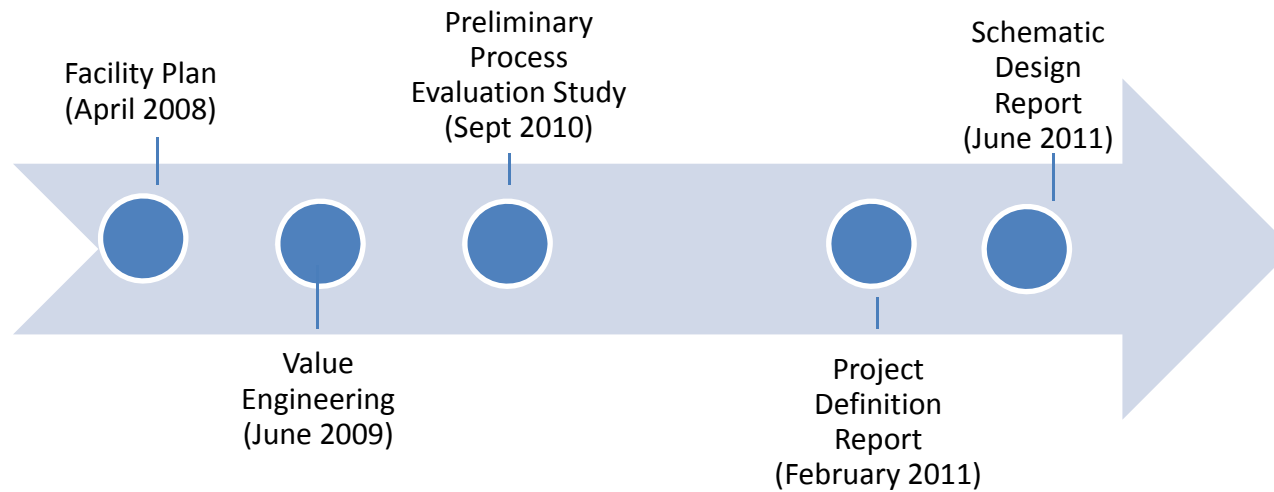 Facility Plan
(April 2008)
Value
Engineering
(June 2009)
Preliminary
Process
Evaluation Study
(Sept 2010)
Project
Definition
Report
(February 2011)
Schematic
Design
Report
(June 2011)